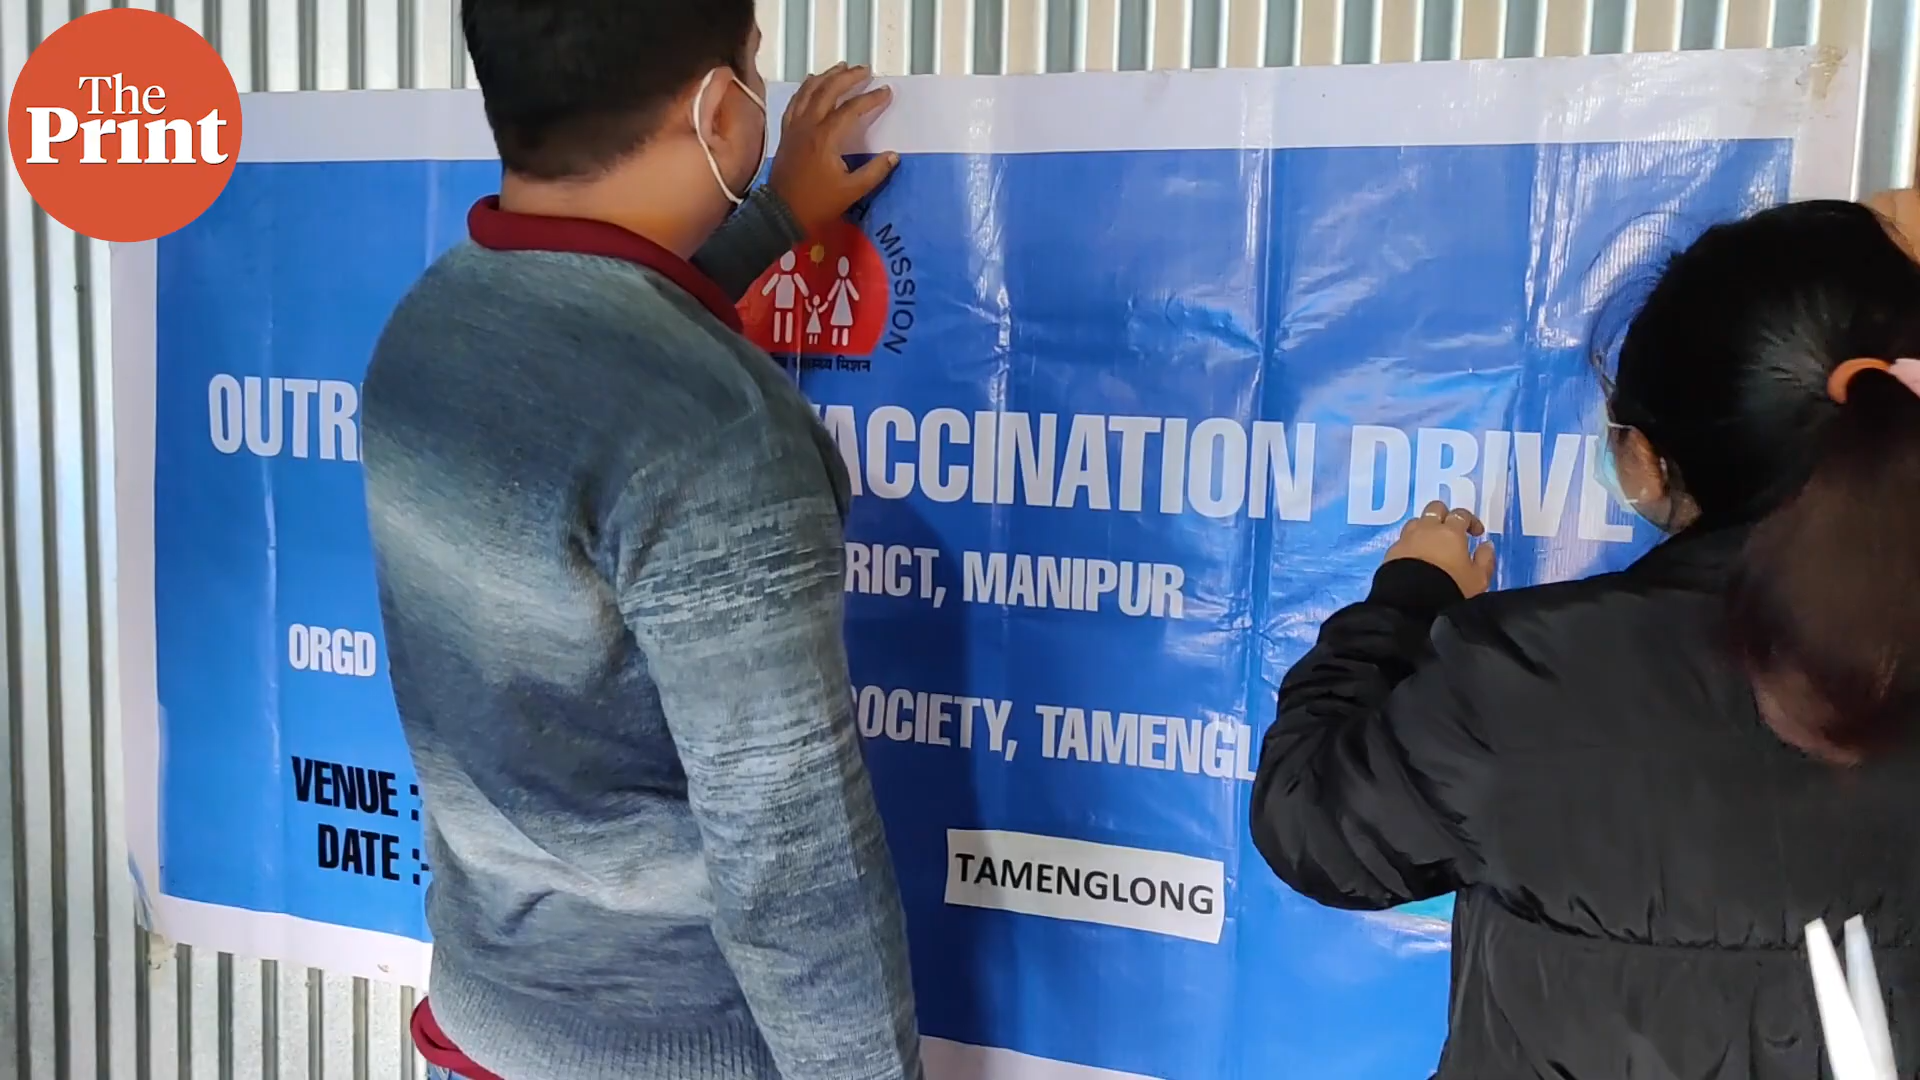 The
Print
MISSION
मिशन
OUTR ACCINATION DRIVE
RICT, MANIPUR
ORGD OCIETY, TAMENGL
VENUE :
DATE :-
TAMENGLONG